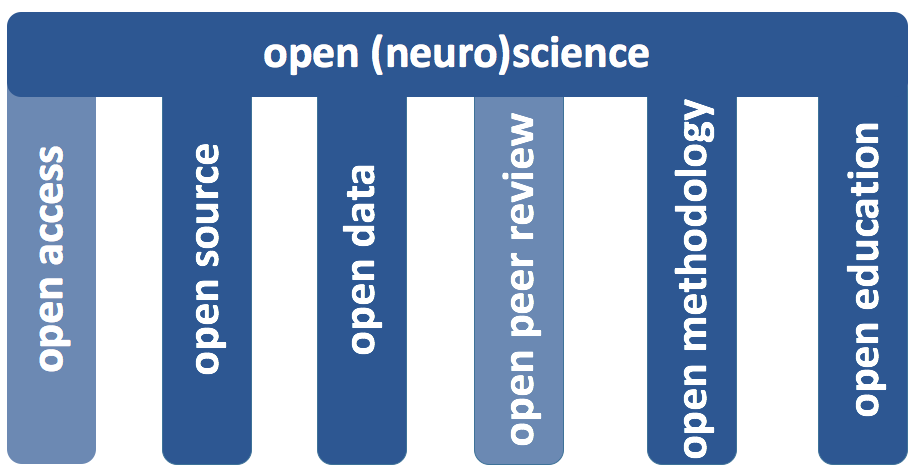 open (neuro)science
open access
open source
open data
open peer review
open methodology
open education